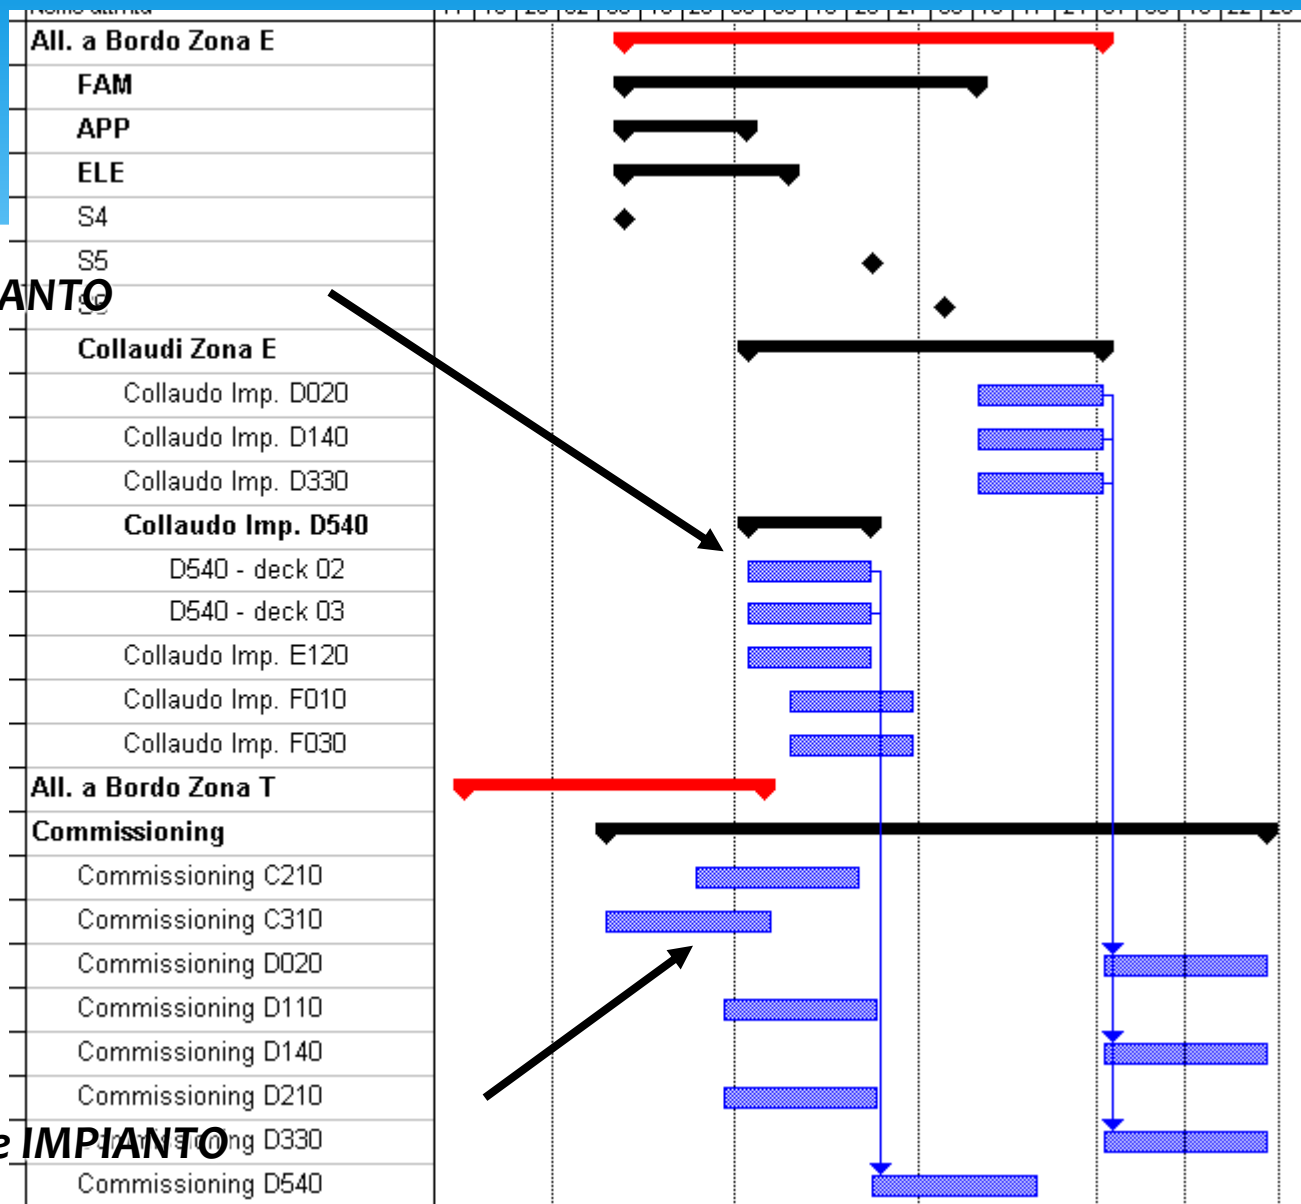 All. a Bordo Zona E
FAM
APP
ELE
S4
S5
ANTO
Collaudi Zona E
Collaudo Imp. D020
Collaudo Imp. D140
Collaudo Imp. D330
Collaudo Imp. D540
D540 - deck 02
D540 - deck 03
Collaudo Imp. E120
Collaudo Imp. F010
Collaudo Imp. F030
All. a Bordo Zona T
Commissioning
Commissioning C210
Commissioning C310
Commissioning D020
Commissioning D110
Commissioning D140
Commissioning D210
e IMPIANTO
Commissioning D330
Commissioning D540